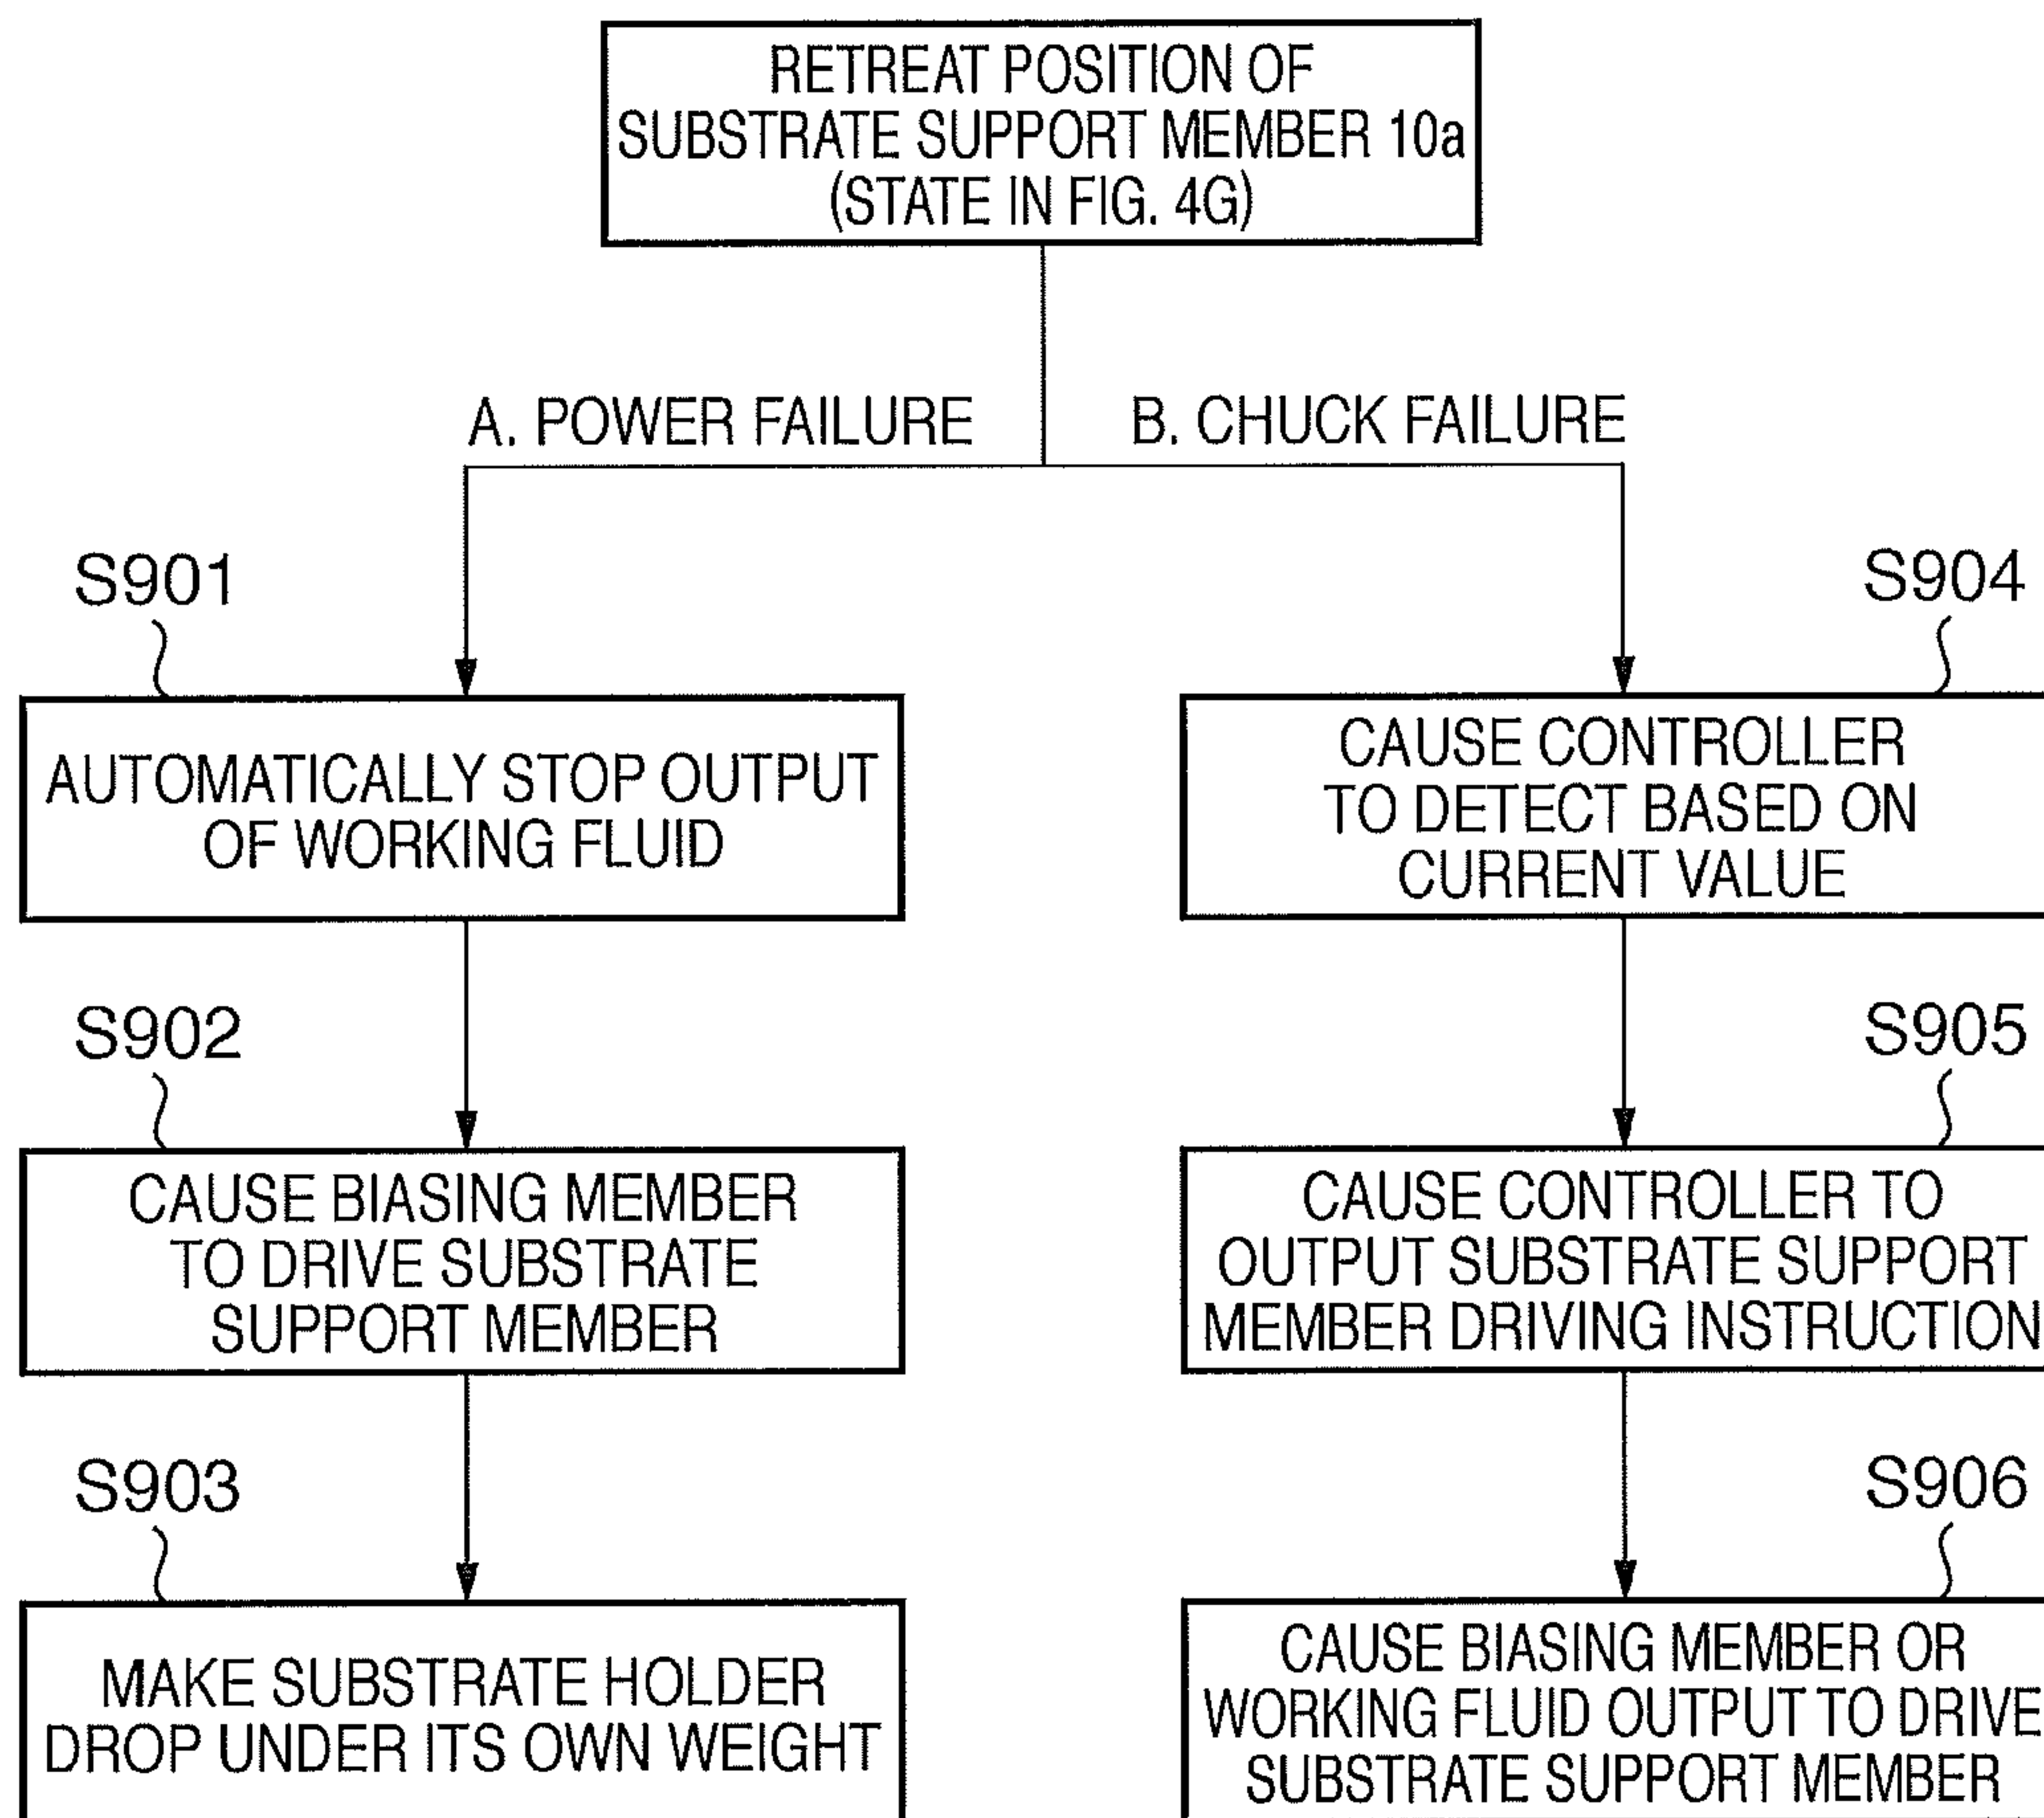 RETREAT POSITION OF
SUBSTRATE SUPPORT MEMBER 10a
(STATE IN FIG. 4G)
A. POWER FAILURE
B. CHUCK FAILURE
S901
AUTOMATICALLY STOP OUTPUT
OF WORKING FLUID
S902
CAUSE BIASING MEMBER
TO DRIVE SUBSTRATE
SUPPORT MEMBER
S903
MAKE SUBSTRATE HOLDER
DROP UNDER ITS OWN WEIGHT
S904
CAUSE CONTROLLER
TO DETECT BASED ON
CURRENT VALUE
S905
CAUSE CONTROLLER TO
OUTPUT SUBSTRATE SUPPORT
MEMBER DRIVING INSTRUCTION
S906
CAUSE BIASING MEMBER OR
WORKING FLUID OUTPUT TO DRIVE
SUBSTRATE SUPPORT MEMBER